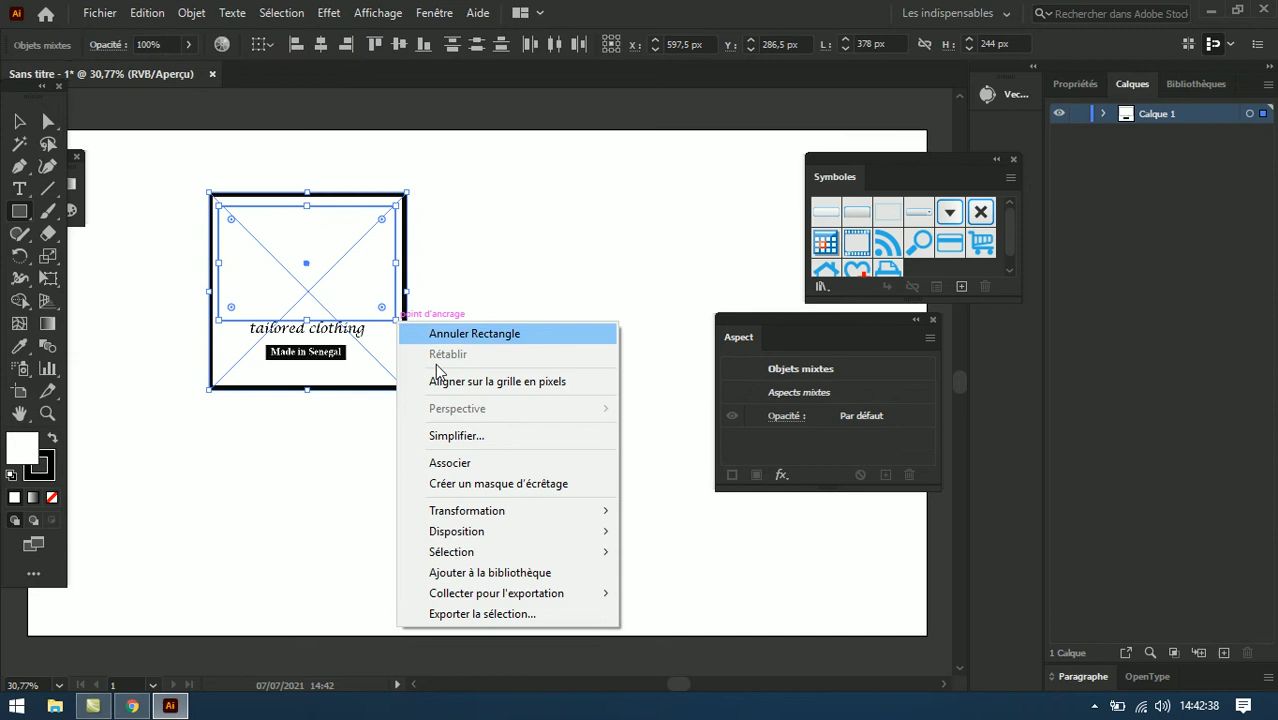 Ai
Fichier Edition Objet Texte Sélection Effet Affichage Fenêtre Aide
Les indispensables
Rechercher dans Adobe Stock
Objets mixtes
Opacité : 100%
X : 597,5 px
Y : 286,5 px
L : 378 px
H : 244 px
Sans titre - 1* @ 30,77% (RVB/Aperçu)
Vec...
Propriétés Calques Bibliothèques
Calque 1
Symboles
tailored clothing
Made in Senegal
point d'ancrage
Annuler Rectangle
Rétablir
Aligner sur la grille en pixels
Perspective
Simplifier...
Associer
Créer un masque d'écrêtage
Transformation
Disposition
Sélection
Ajouter à la bibliothèque
Collecter pour l'exportation
Exporter la sélection...
Aspect
Objets mixtes
Aspects mixtes
Opacité : Par défaut
fx
T
1 Calque
30,77%
1
07/07/2021 14:42
Paragraphe OpenType
Ai
14:42:38